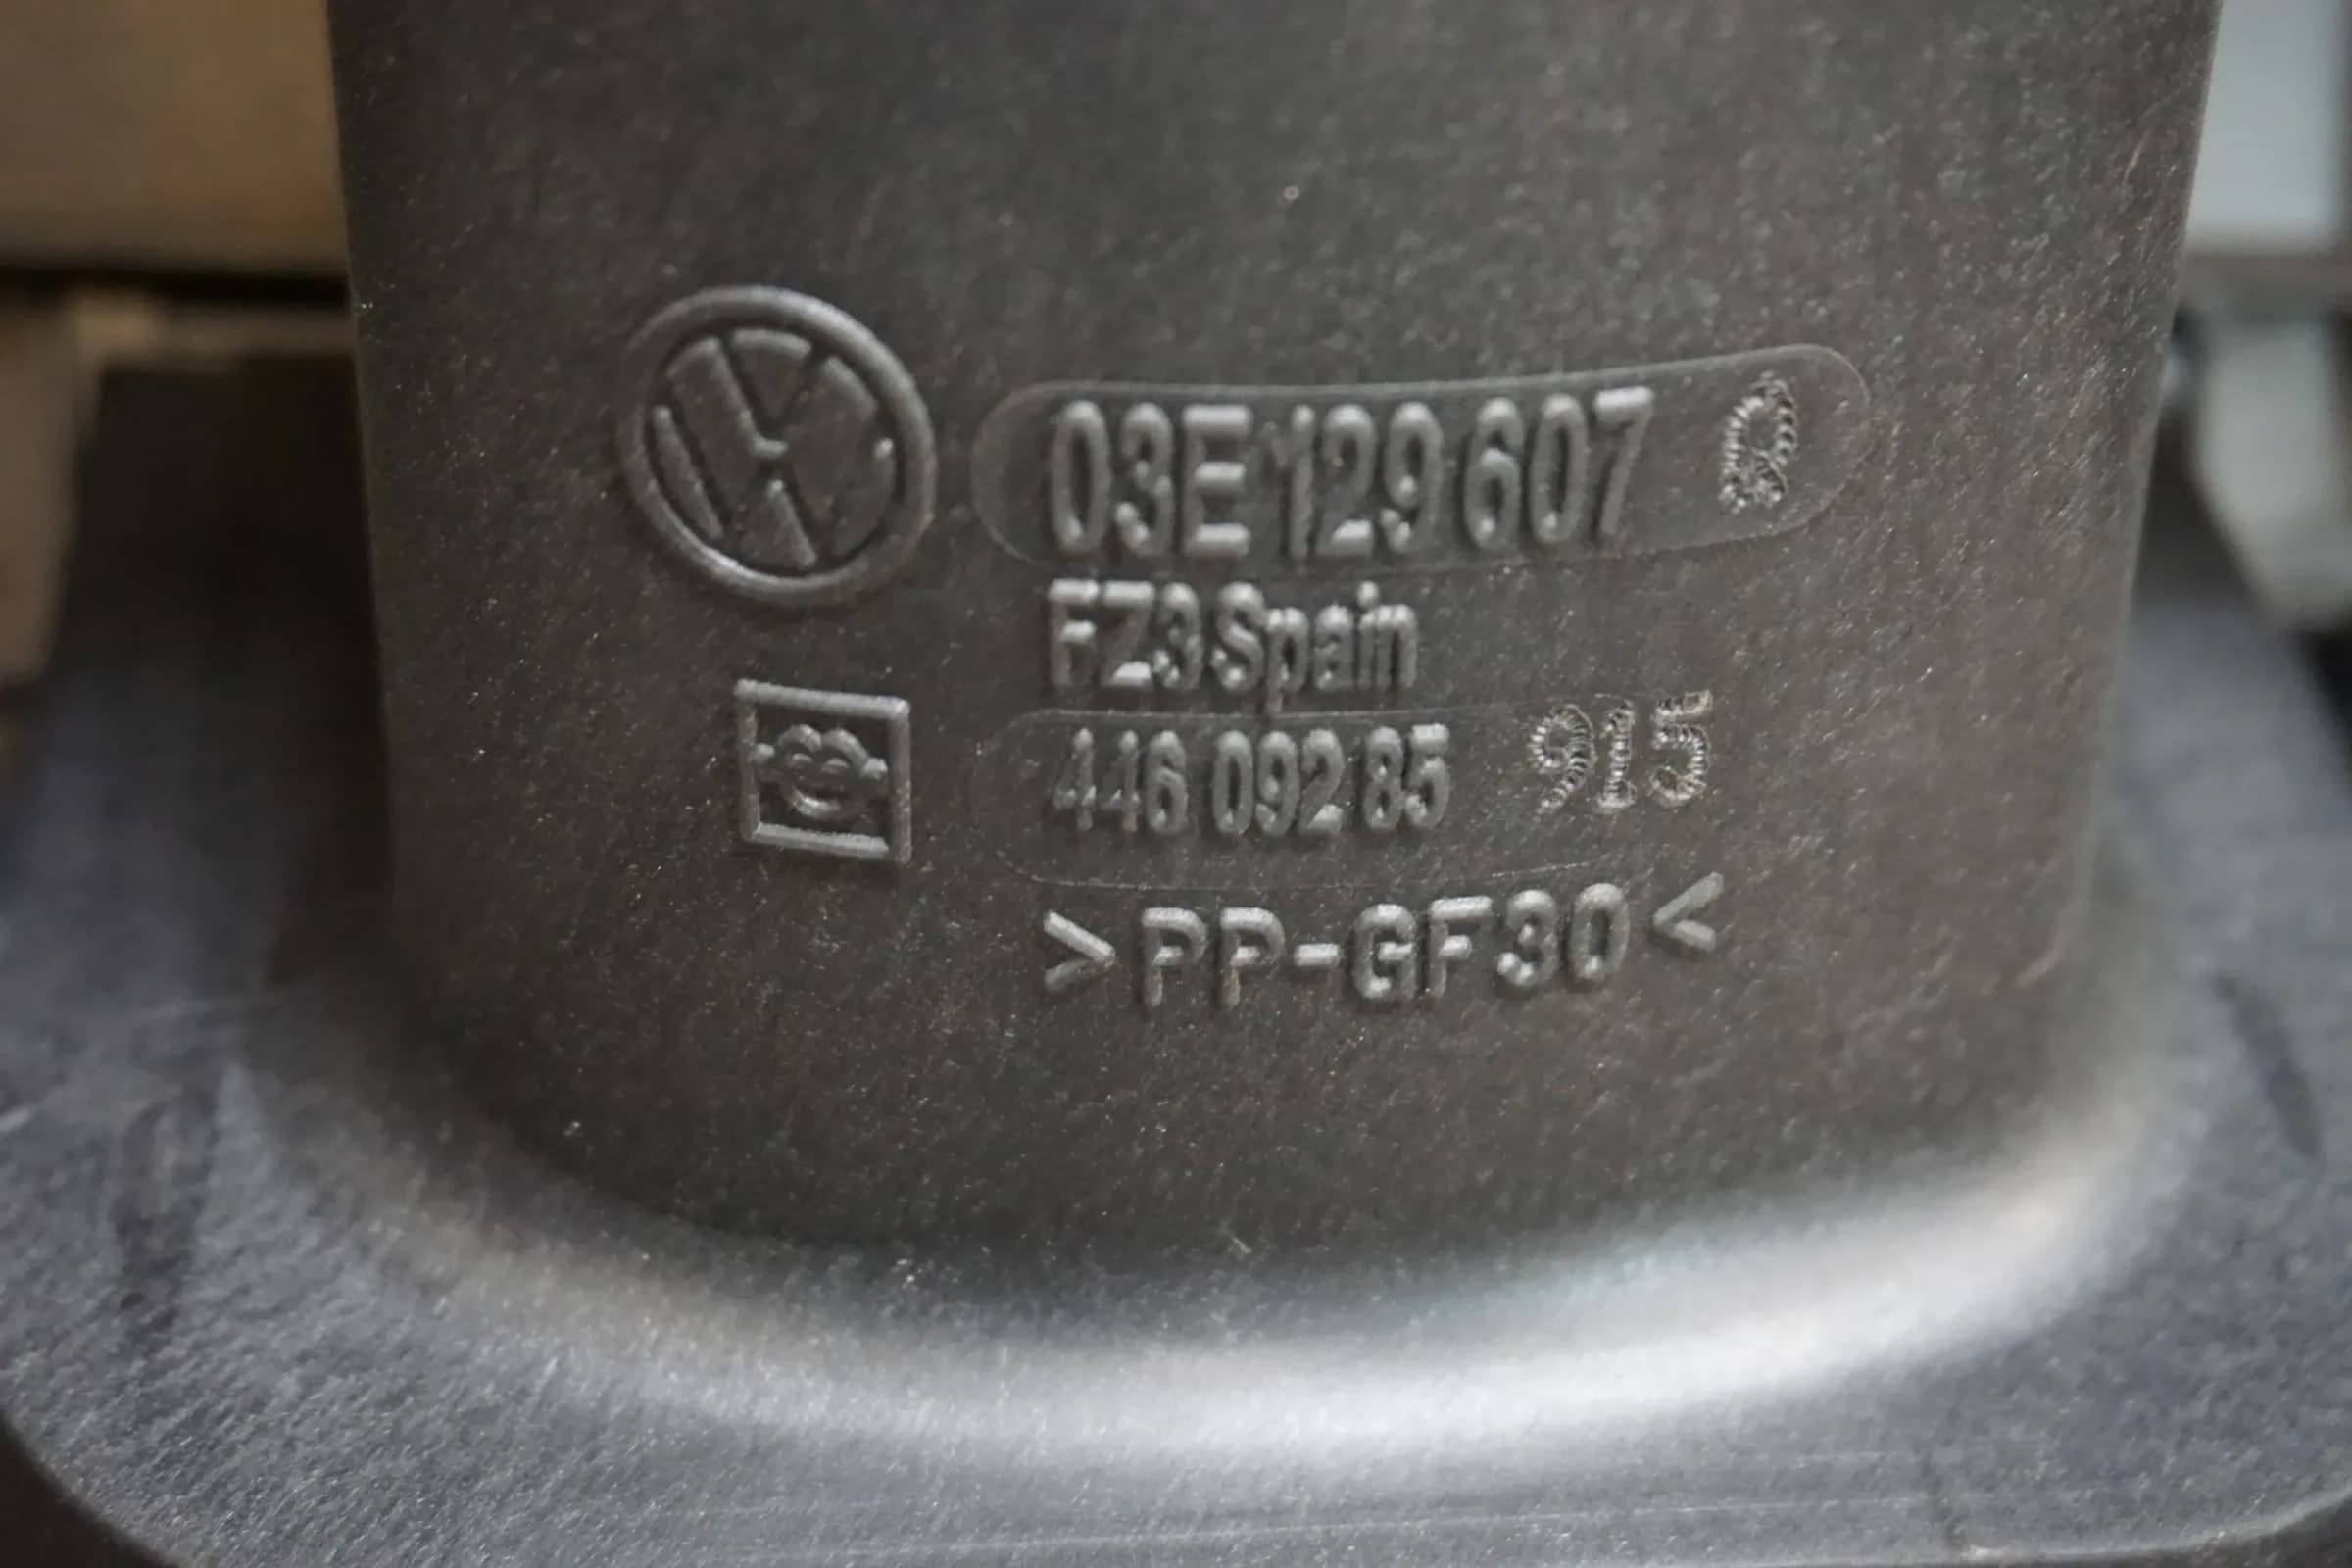 03E 129 607
FZ3 Spain
446 092 85 915
>PP-GF30<